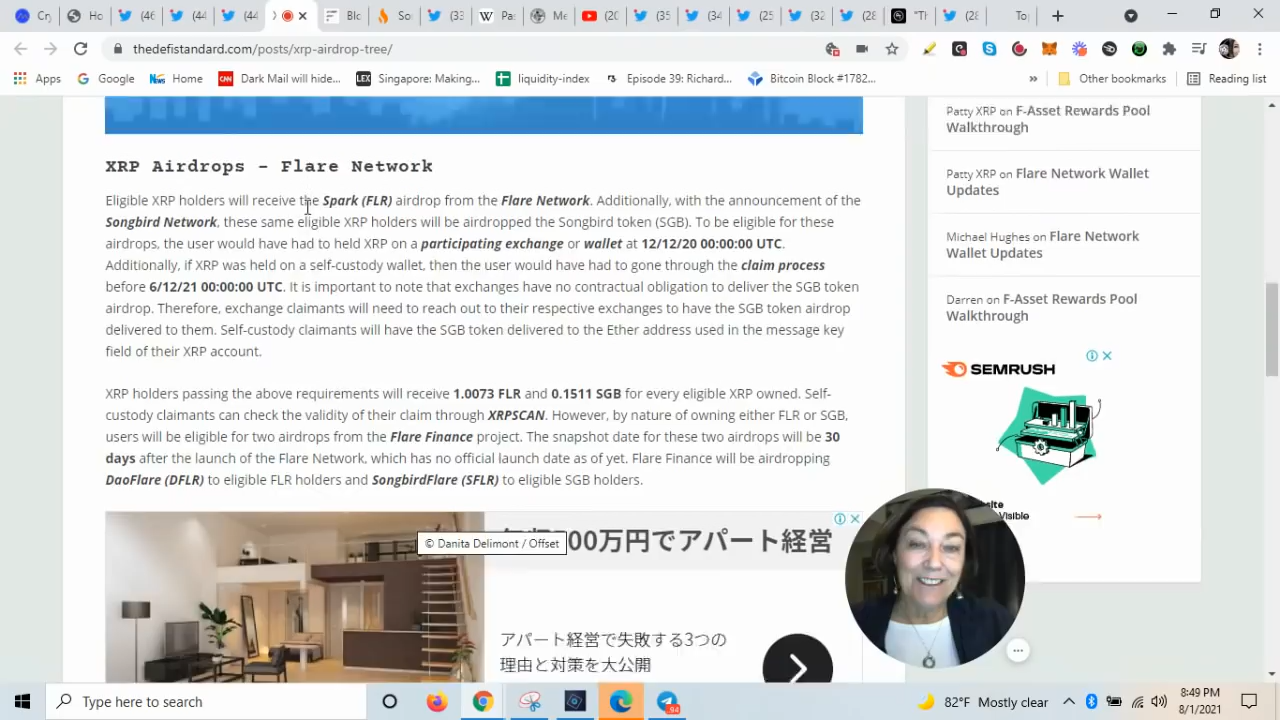 (44
(44
(33
(20
(35
(34
(25
(32
(28
(28
thedefistandard.com/posts/xrp-airdrop-tree/
Apps
Google
Home
Dark Mail will hide...
Singapore: Making...
liquidity-index
Episode 39: Richard...
Bitcoin Block #1782...
»
Other bookmarks
Reading list
XRP Airdrops – Flare Network
Eligible XRP holders will receive the Spark (FLR) airdrop from the Flare Network. Additionally, with the announcement of the
Songbird Network, these same eligible XRP holders will be airdropped the Songbird token (SGB). To be eligible for these
airdrops, the user would have had to held XRP on a participating exchange or wallet at 12/12/20 00:00:00 UTC.
Additionally, if XRP was held on a self-custody wallet, then the user would have had to gone through the claim process
before 6/12/21 00:00:00 UTC. It is important to note that exchanges have no contractual obligation to deliver the SGB token
airdrop. Therefore, exchange claimants will need to reach out to their respective exchanges to have the SGB token airdrop
delivered to them. Self-custody claimants will have the SGB token delivered to the Ether address used in the message key
field of their XRP account.
XRP holders passing the above requirements will receive 1.0073 FLR and 0.1511 SGB for every eligible XRP owned. Self-
custody claimants can check the validity of their claim through XRPSCAN. However, by nature of owning either FLR or SGB,
users will be eligible for two airdrops from the Flare Finance project. The snapshot date for these two airdrops will be 30
days after the launch of the Flare Network, which has no official launch date as of yet. Flare Finance will be airdropping
DaoFlare (DFLR) to eligible FLR holders and SongbirdFlare (SFLR) to eligible SGB holders.
© Danita Delimont / Offset
00万円でアパート経営
アパート経営で失敗する3つの
理由と対策を大公開
Patty XRP on F-Asset Rewards Pool
Walkthrough
Patty XRP on Flare Network Wallet
Updates
Michael Hughes on Flare Network
Wallet Updates
Darren on F-Asset Rewards Pool
Walkthrough
SEMRUSH
Visible
Type here to search
94
82°F Mostly clear
8:49 PM
8/1/2021